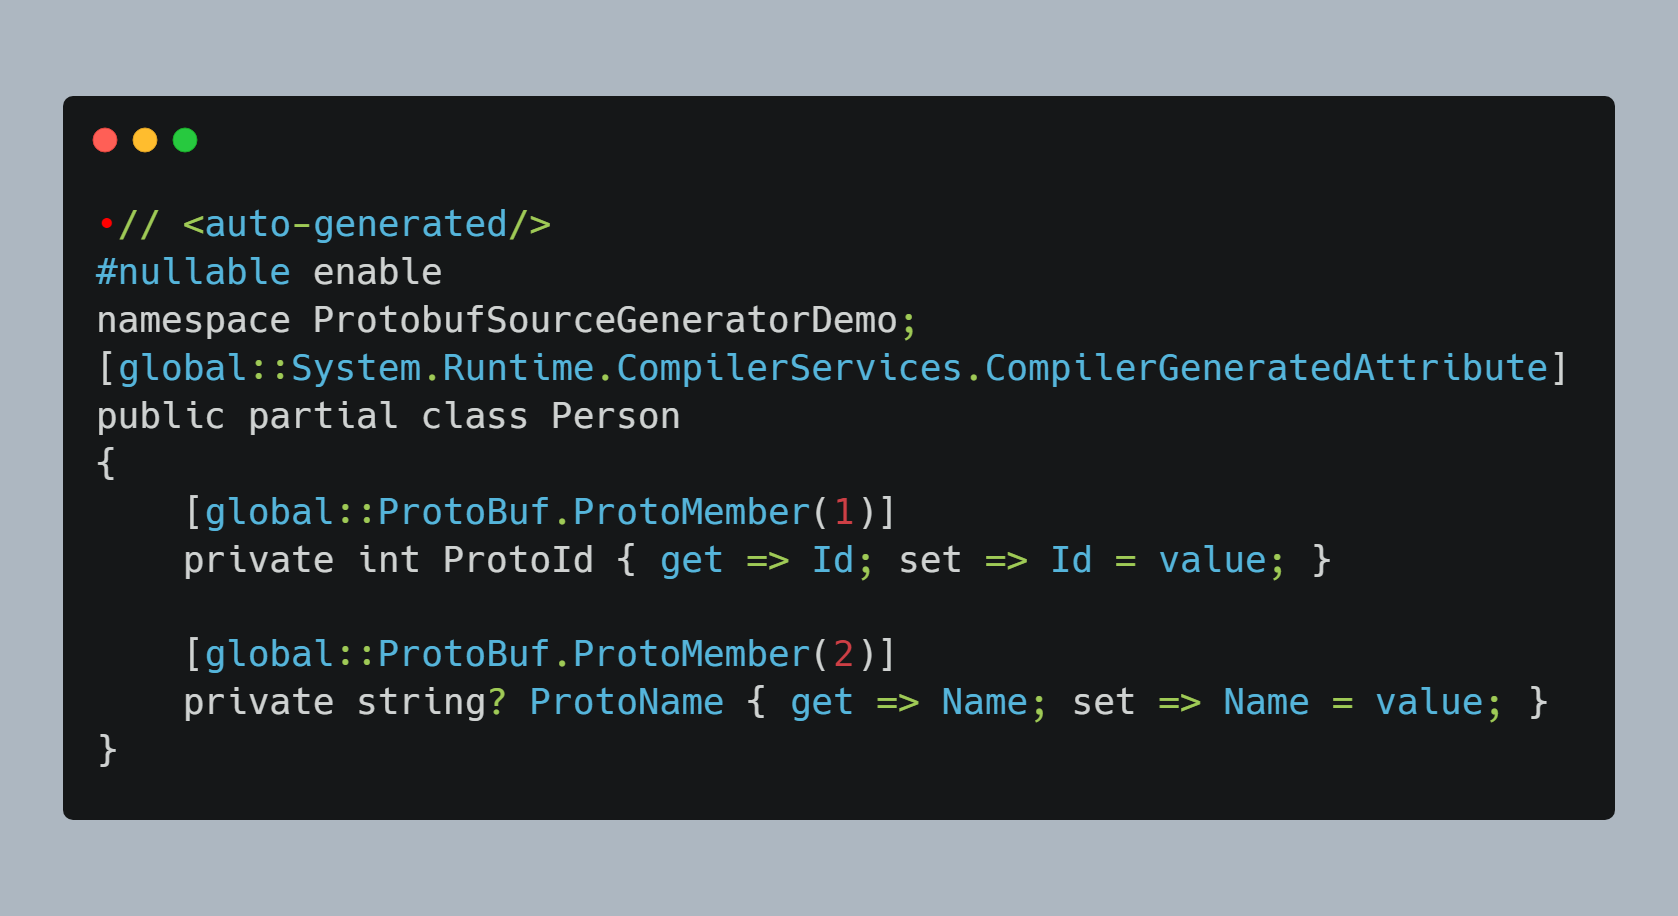 •// <auto-generated/>
#nullable enable
namespace ProtobufSourceGeneratorDemo;
[global::System.Runtime.CompilerServices.CompilerGeneratedAttribute]
public partial class Person
{
    [global::ProtoBuf.ProtoMember(1)]
    private int ProtoId { get => Id; set => Id = value; }

    [global::ProtoBuf.ProtoMember(2)]
    private string? ProtoName { get => Name; set => Name = value; }
}